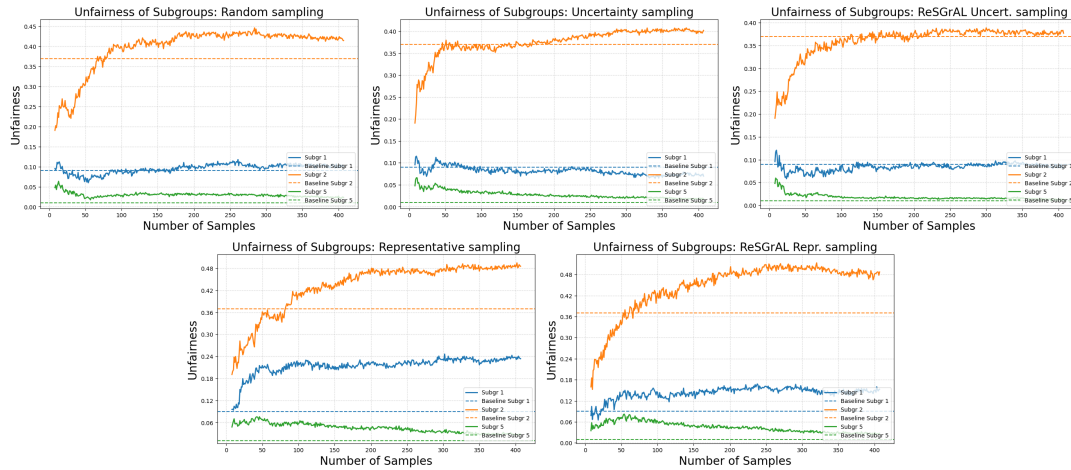 Unfairness of Subgroups: Random sampling
Unfairness
0.45
0.40
0.35
0.30
0.25
0.20
0.15
0.10
0.05
0.00
Subgr 1
Baseline Subgr 1
Subgr 2
Baseline Subgr 2
Subgr 5
Baseline Subgr 5
0
50
100
150
200
250
300
350
400
Number of Samples
Unfairness of Subgroups: Uncertainty sampling
Unfairness
0.40
0.35
0.30
0.25
0.20
0.15
0.10
0.05
0.00
Subgr 1
Baseline Subgr 1
Subgr 2
Baseline Subgr 2
Subgr 5
Baseline Subgr 5
0
50
100
150
200
250
300
350
400
Number of Samples
Unfairness of Subgroups: ReSGrAL Uncert. sampling
Unfairness
0.40
0.35
0.30
0.25
0.20
0.15
0.10
0.05
0.00
Subgr 1
Baseline Subgr 1
Subgr 2
Baseline Subgr 2
Subgr 5
Baseline Subgr 5
0
50
100
150
200
250
300
350
400
Number of Samples
Unfairness of Subgroups: Representative sampling
Unfairness
0.48
0.42
0.36
0.30
0.24
0.18
0.12
0.06
Subgr 1
Baseline Subgr 1
Subgr 2
Baseline Subgr 2
Subgr 5
Baseline Subgr 5
0
50
100
150
200
250
300
350
400
Number of Samples
Unfairness of Subgroups: ReSGrAL Repr. sampling
Unfairness
0.48
0.42
0.36
0.30
0.24
0.18
0.12
0.06
0.00
Subgr 1
Baseline Subgr 1
Subgr 2
Baseline Subgr 2
Subgr 5
Baseline Subgr 5
0
50
100
150
200
250
300
350
400
Number of Samples